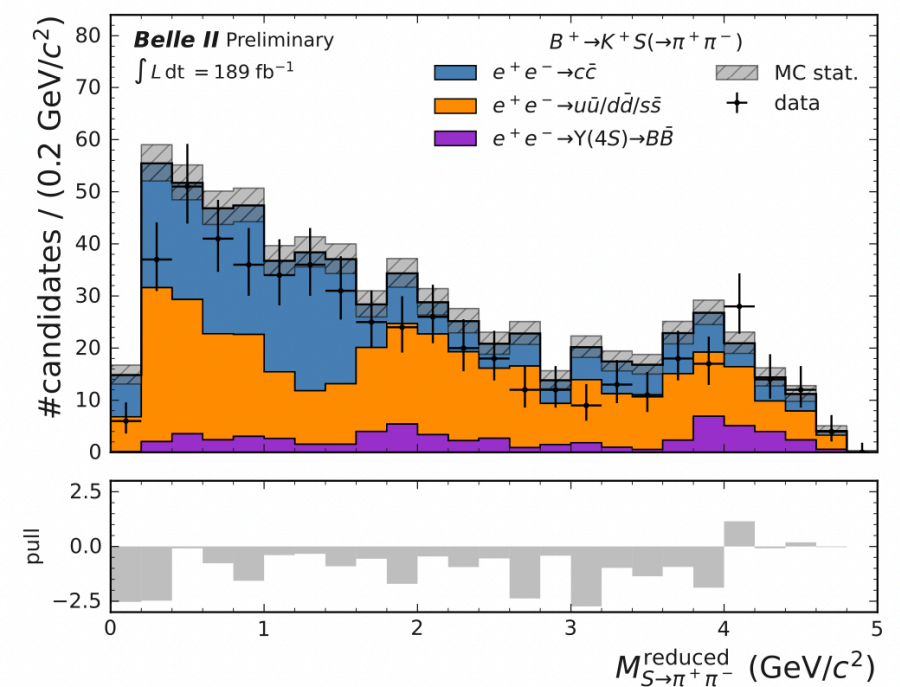 Belle II Preliminary
∫ L dt = 189 fb⁻¹
B⁺→K⁺S(→π⁺π⁻)
e⁺e⁻→cc̄
e⁺e⁻→uū/dd̄/ss̄
e⁺e⁻→Υ(4S)→BB̄
MC stat.
data
#candidates / (0.2 GeV/c²)
80
70
60
50
40
30
20
10
0
pull
2.5
0.0
−2.5
0 1 2 3 4 5
M^reduced_S→π⁺π⁻ (GeV/c²)